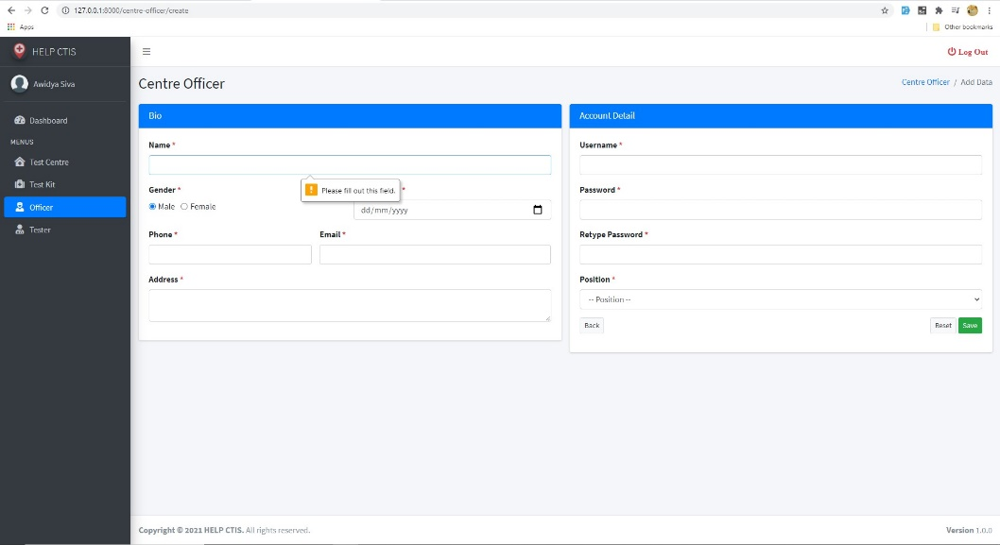 127.0.0.1:8000/centre-officer/create
Apps
Other bookmarks
HELP CTIS
Log Out
Awidya Siva
Centre Officer
Centre Officer / Add Data
Dashboard
MENUS
Test Centre
Test Kit
Officer
Tester
Bio
Name *
Please fill out this field.
Gender *
Male Female
*
dd/mm/yyyy
Phone *
Email *
Address *
Account Detail
Username *
Password *
Retype Password *
Position *
-- Position --
Back
Reset
Save
Copyright © 2021 HELP CTIS. All rights reserved.
Version 1.0.0